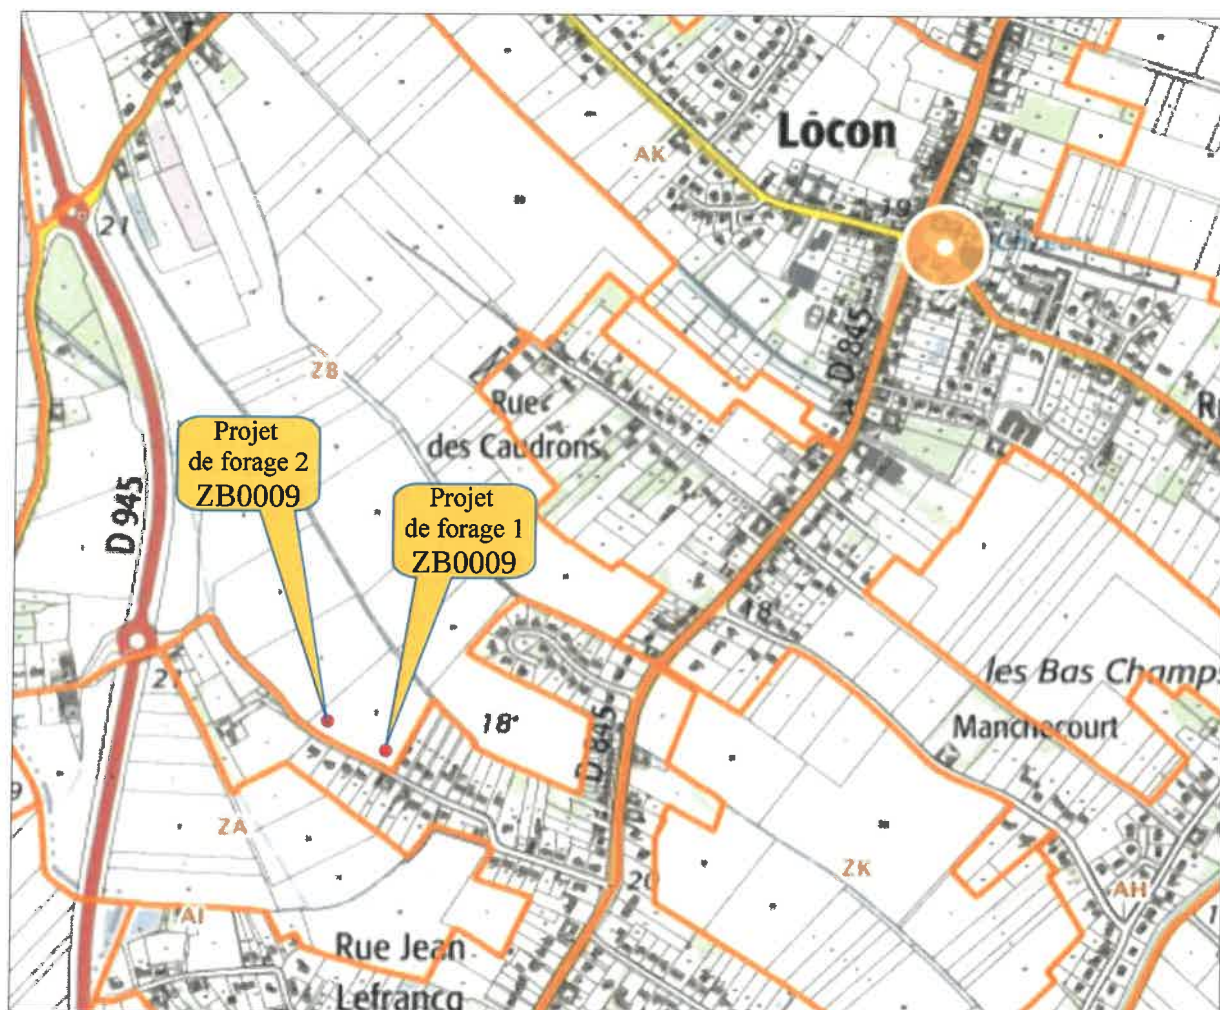 Locon
AK
19
21
D 945
ZB
Rue
des Caudrons
D 845
Projet
de forage 2
ZB0009
Projet
de forage 1
ZB0009
D 945
18
les Bas Champs
Manchecourt
21
18
D 845
ZA
ZK
20
AH
AI
Rue Jean
Lefrancq